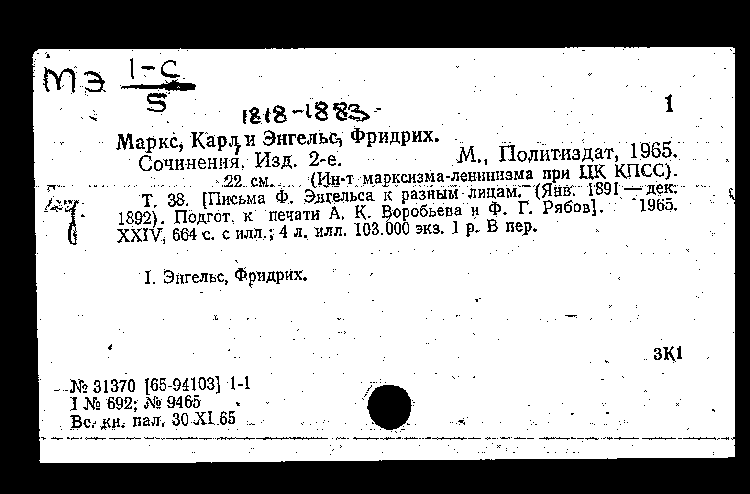 МЭ 1-С
5
1818-1883
1
Маркс, Карл, и Энгельс, Фридрих.
Сочинения. Изд. 2-е. М., Политиздат, 1965.
22 см. (Ин-т марксизма-ленинизма при ЦК КПСС).
Т. 38. [Письма Ф. Энгельса к разным лицам. (Янв. 1891 — дек.
1892). Подгот. к печати А. К. Воробьева и Ф. Г. Рябов]. 1965.
XXIV, 664 с. с илл.; 4 л. илл. 103.000 экз. 1 р. В пер.
I. Энгельс, Фридрих.
3К1
№ 31370 [65-94103] 1-1
I № 692; № 9465
Вс. кн. пал. 30 XI 65